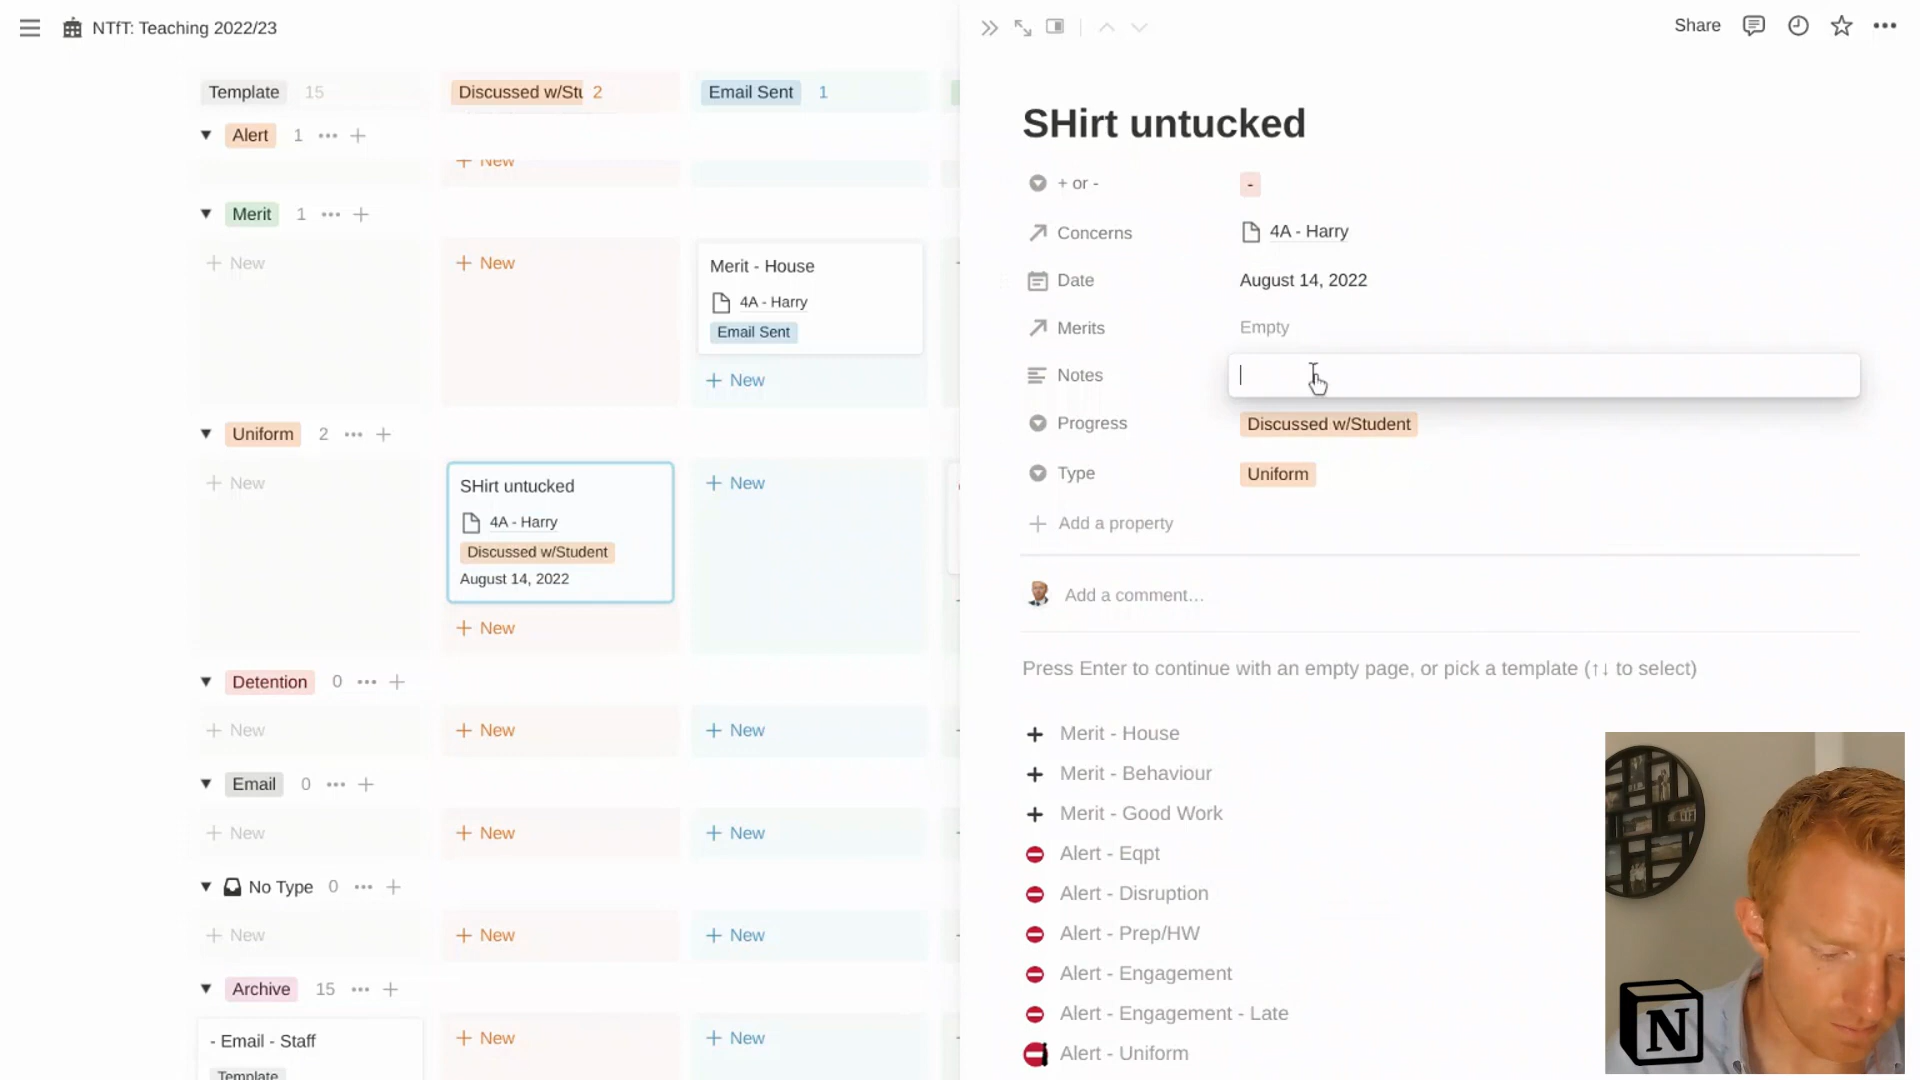 NTfT: Teaching 2022/23
Share
Template 15
Discussed w/Stu 2
Email Sent 1
Alert 1
New
Merit 1
New
New
Merit - House
4A - Harry
Email Sent
New
Uniform 2
New
SHirt untucked
4A - Harry
Discussed w/Student
August 14, 2022
New
New
Detention 0
New
New
New
Email 0
New
New
New
No Type 0
New
New
New
Archive 15
- Email - Staff
Template
New
New
SHirt untucked
+ or - -
Concerns 4A - Harry
Date August 14, 2022
Merits Empty
Notes
Progress Discussed w/Student
Type Uniform
Add a property
Add a comment…
Press Enter to continue with an empty page, or pick a template (↑↓ to select)
Merit - House
Merit - Behaviour
Merit - Good Work
Alert - Eqpt
Alert - Disruption
Alert - Prep/HW
Alert - Engagement
Alert - Engagement - Late
Alert - Uniform
N